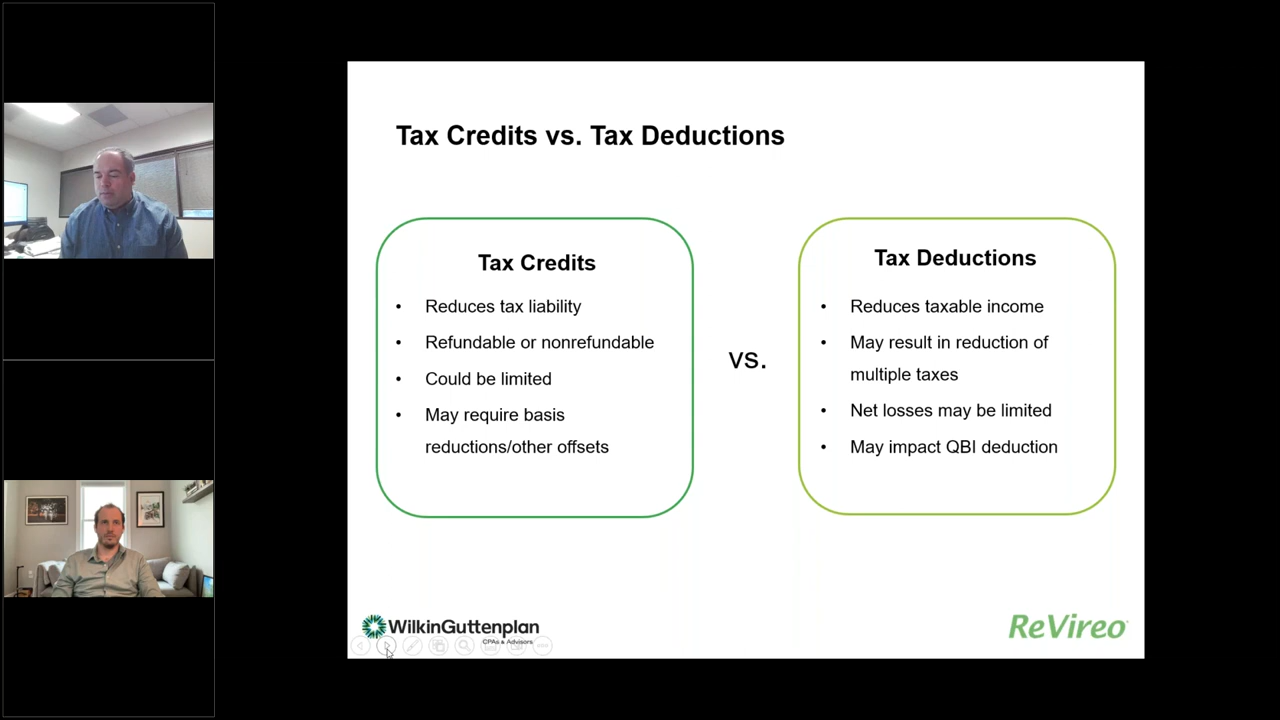 Tax Credits vs. Tax Deductions
Tax Credits
• Reduces tax liability
• Refundable or nonrefundable
• Could be limited
• May require basis
reductions/other offsets
vs.
Tax Deductions
• Reduces taxable income
• May result in reduction of
multiple taxes
• Net losses may be limited
• May impact QBI deduction
WilkinGuttenplan
CPAs & Advisors
ReVireo